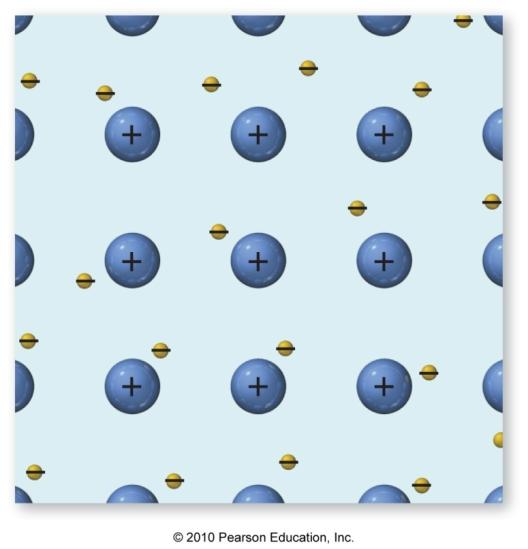 + + +
+ + +
+ + +
© 2010 Pearson Education, Inc.